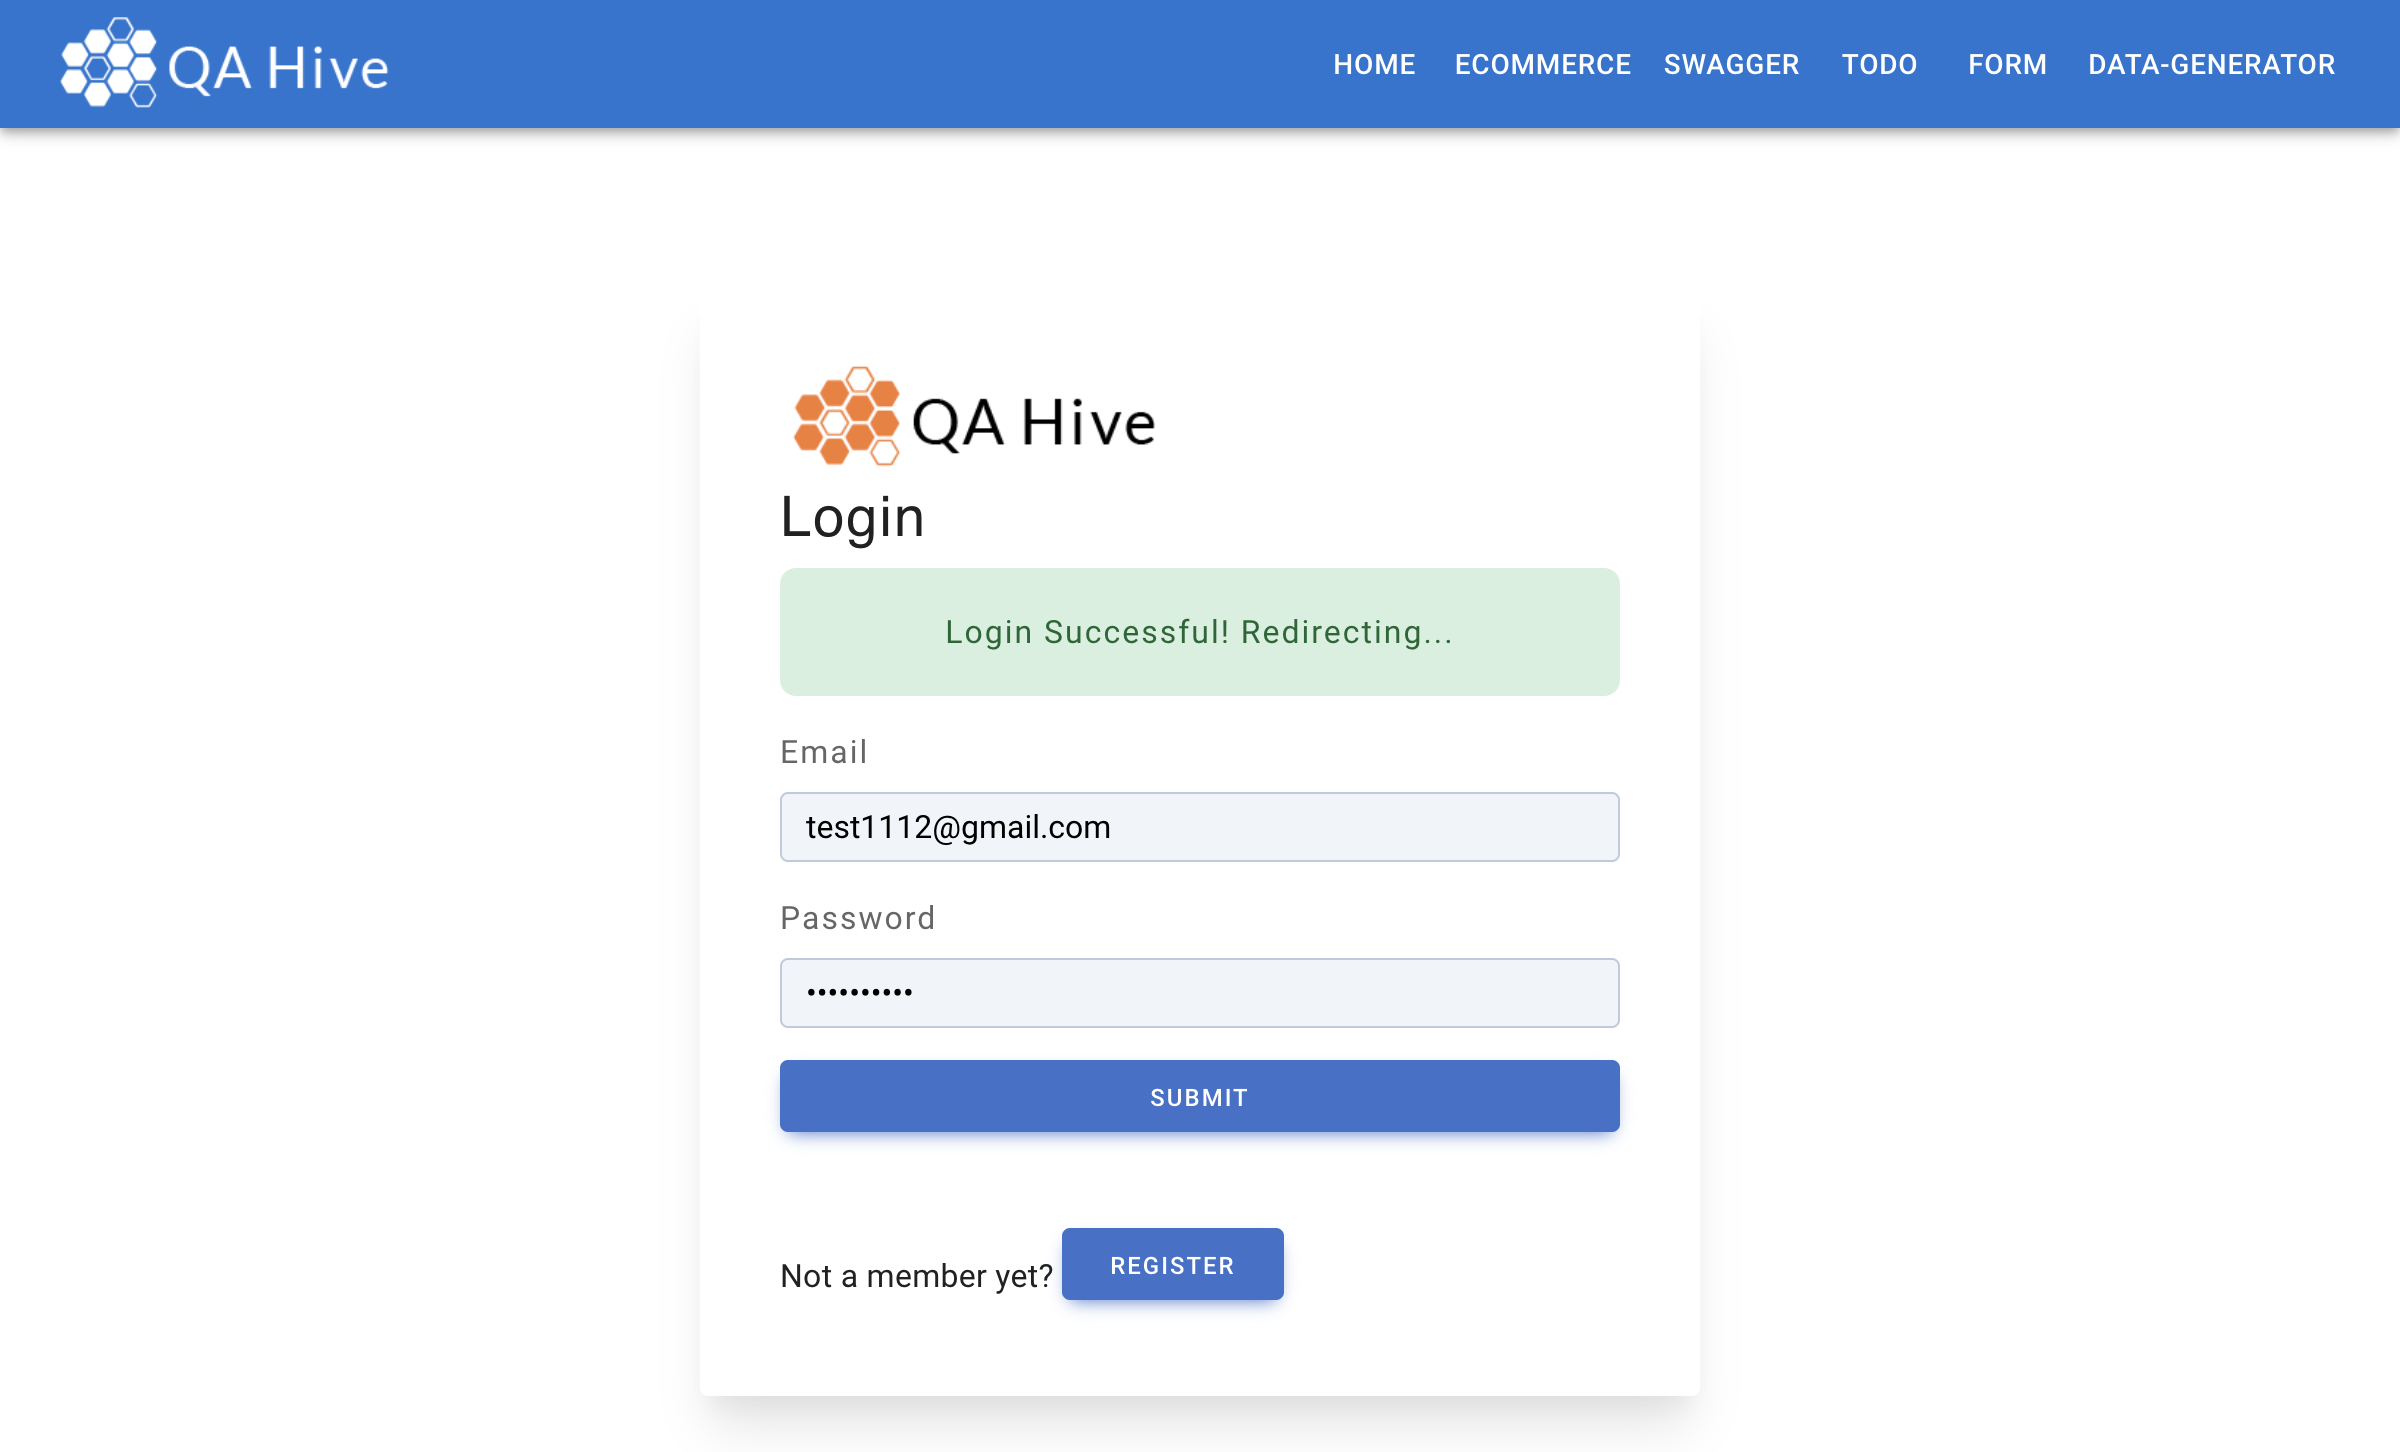 QA Hive
HOME ECOMMERCE SWAGGER TODO FORM DATA-GENERATOR
QA Hive
Login
Login Successful! Redirecting...
Email
test1112@gmail.com
Password
••••••••••
SUBMIT
Not a member yet? REGISTER